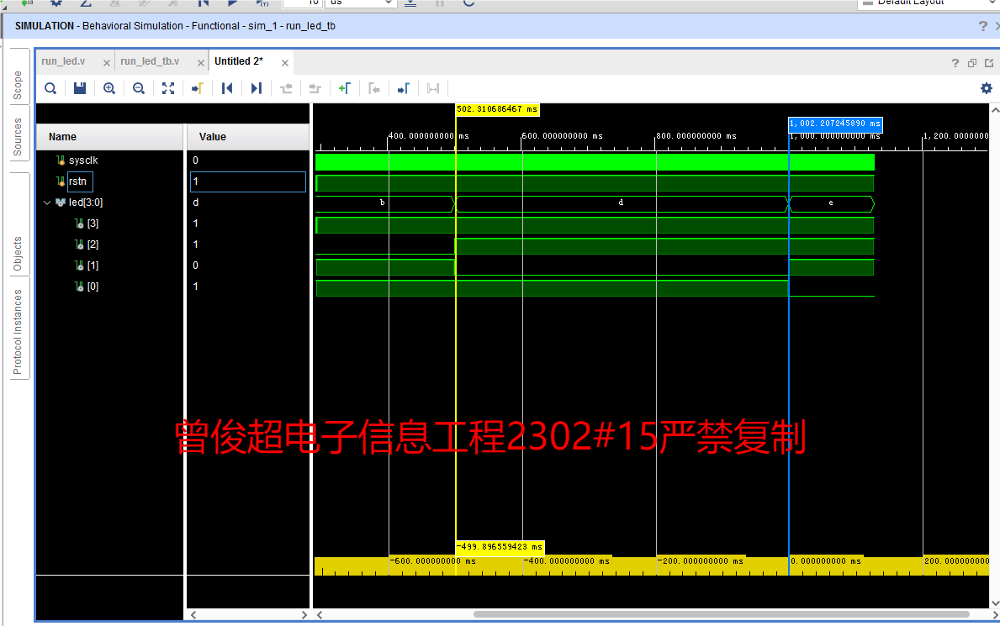 10 us Default Layout
SIMULATION - Behavioral Simulation - Functional - sim_1 - run_led_tb
Scope
Sources
Objects
Protocol Instances
run_led.v
run_led_tb.v
Untitled 2*
502.310686467 ms
1,002.207245890 ms
400.000000000 ms
600.000000000 ms
800.000000000 ms
1,000.000000000 ms
1,200.0000000
Name Value
sysclk 0
rstn 1
led[3:0] d b d e
[3] 1
[2] 1
[1] 0
[0] 1
曾俊超电子信息工程2302#15严禁复制
-499.896559423 ms
-600.000000000 ms
-400.000000000 ms
-200.000000000 ms
0.000000000 ms
200.00000000